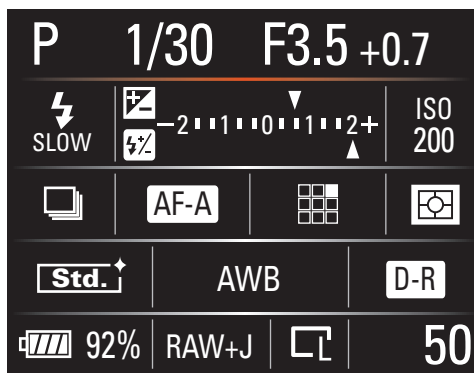 P 1/30 F3.5 +0.7
SLOW -2 1 0 1 2+ ISO 200
AF-A
Std.+ AWB D-R
92% RAW+J L 50